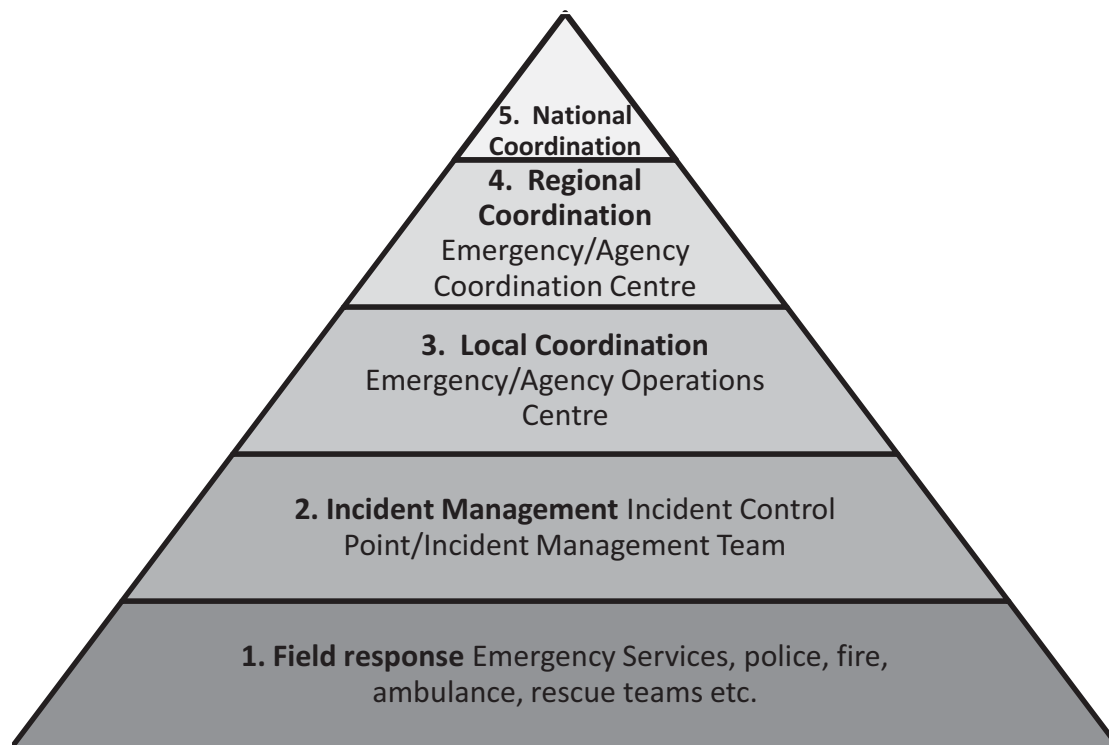 5. National
Coordination
4. Regional
Coordination
Emergency/Agency
Coordination Centre
3. Local Coordination
Emergency/Agency Operations
Centre
2. Incident Management Incident Control
Point/Incident Management Team
1. Field response Emergency Services, police, fire,
ambulance, rescue teams etc.